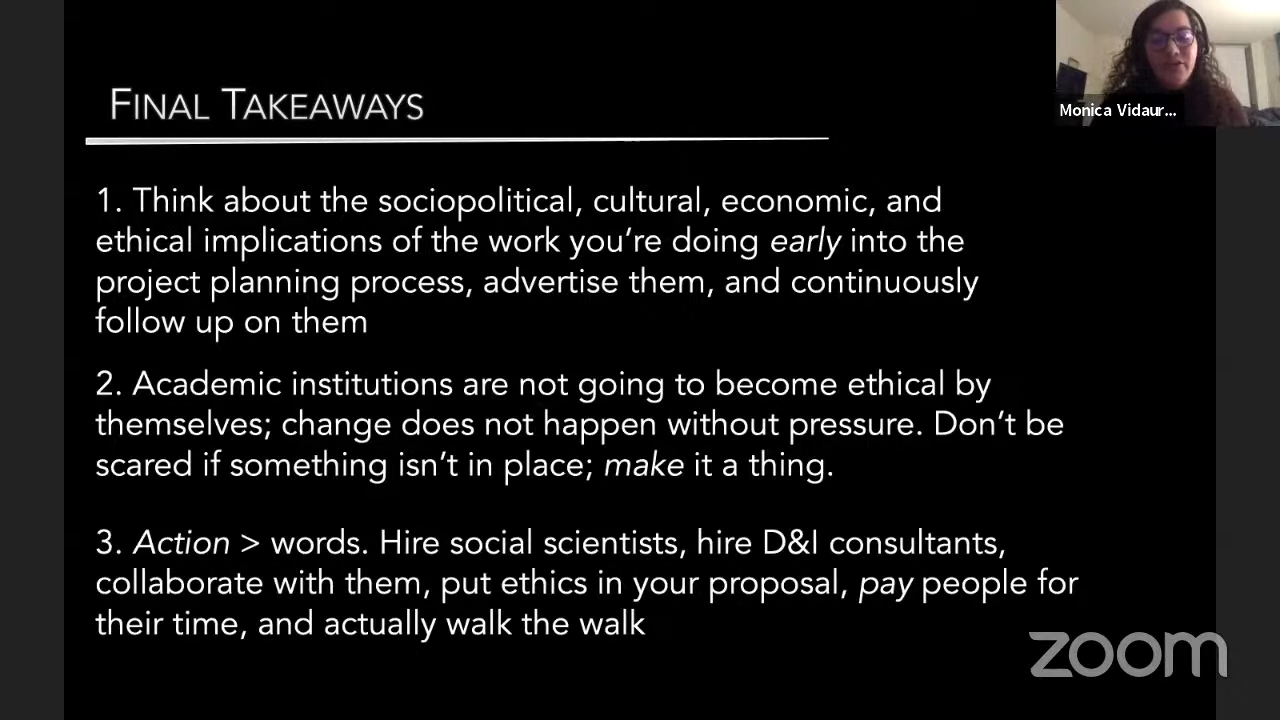 FINAL TAKEAWAYS
Monica Vidaur...
1. Think about the sociopolitical, cultural, economic, and
ethical implications of the work you’re doing early into the
project planning process, advertise them, and continuously
follow up on them
2. Academic institutions are not going to become ethical by
themselves; change does not happen without pressure. Don’t be
scared if something isn’t in place; make it a thing.
3. Action > words. Hire social scientists, hire D&I consultants,
collaborate with them, put ethics in your proposal, pay people for
their time, and actually walk the walk
zoom